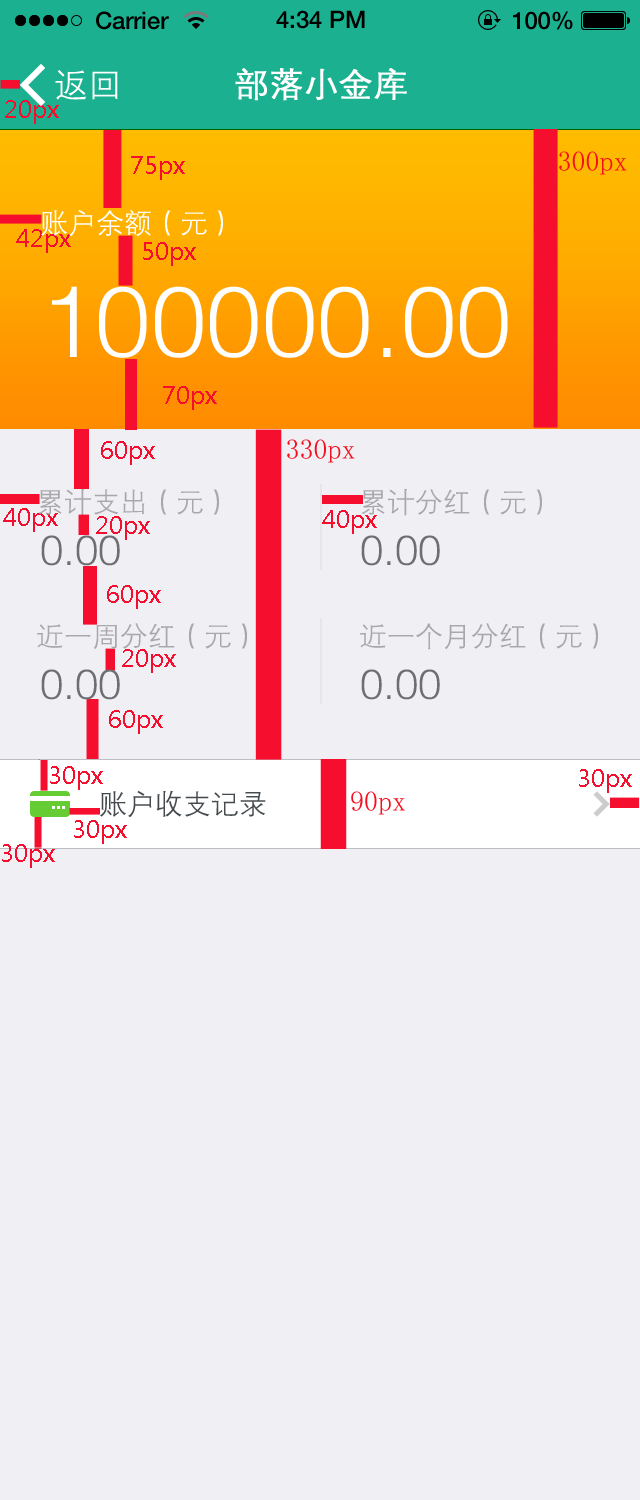 Carrier 4:34 PM 100%
返回 部落小金库
20px
75px 300px
账户余额（元）
42px
50px
100000.00
70px
60px 330px
累计支出（元） 累计分红（元）
40px 20px 40px
0.00 0.00
60px
近一周分红（元） 近一个月分红（元）
20px
0.00 0.00
60px
30px 30px
账户收支记录 90px
30px
30px